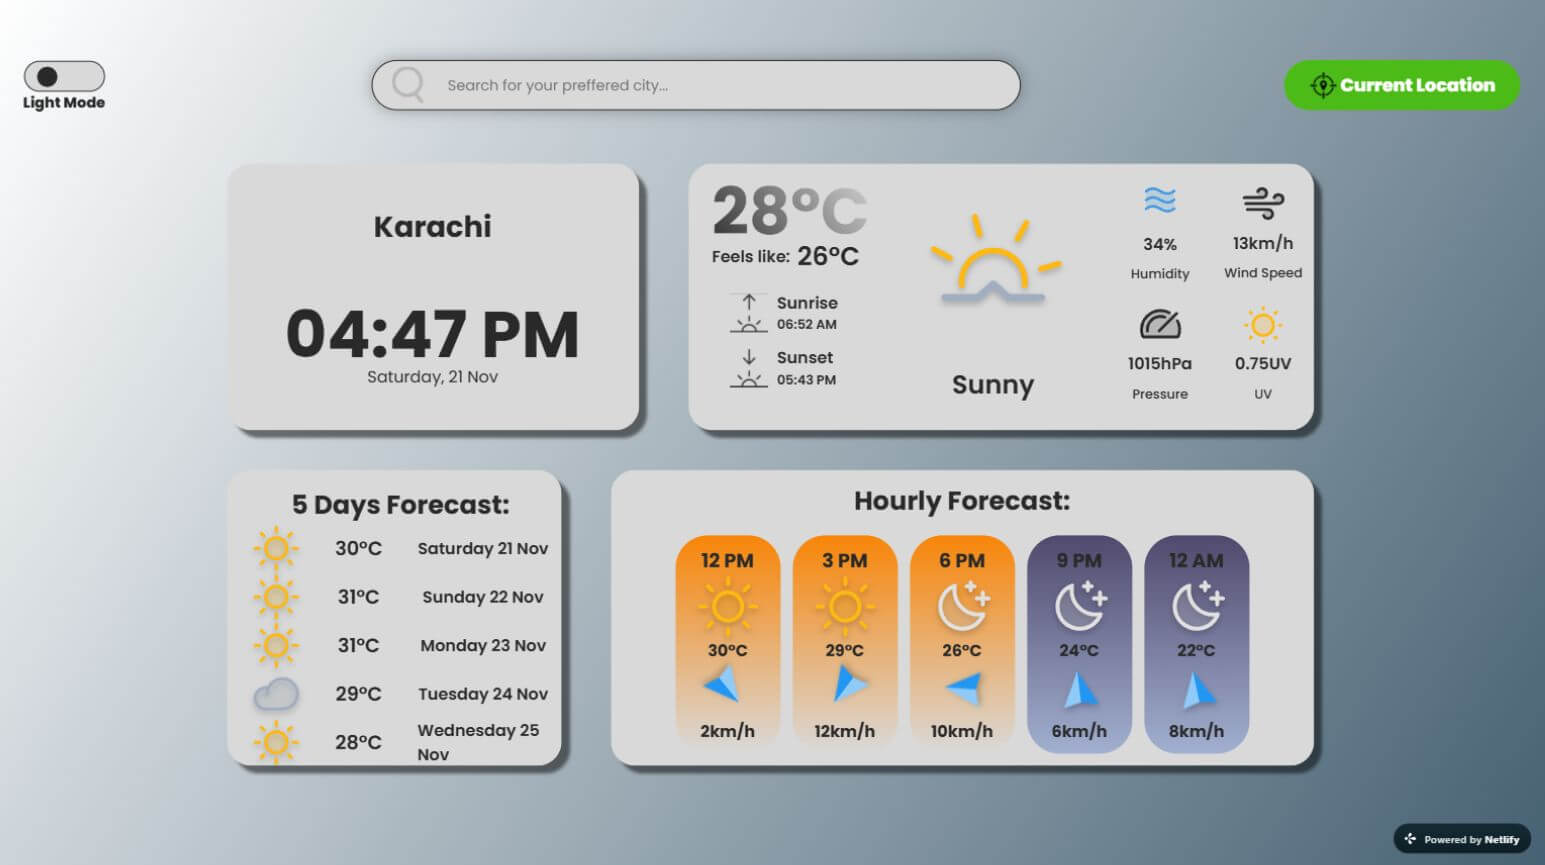 Light Mode
Search for your preffered city...
Current Location
Karachi
04:47 PM
Saturday, 21 Nov
28°C
Feels like: 26°C
Sunrise
06:52 AM
Sunset
05:43 PM
Sunny
34%
Humidity
13km/h
Wind Speed
1015hPa
Pressure
0.75UV
UV
5 Days Forecast:
30°C Saturday 21 Nov
31°C Sunday 22 Nov
31°C Monday 23 Nov
29°C Tuesday 24 Nov
28°C Wednesday 25
Nov
Hourly Forecast:
12 PM 3 PM 6 PM 9 PM 12 AM
30°C 29°C 26°C 24°C 22°C
2km/h 12km/h 10km/h 6km/h 8km/h
Powered by Netlify